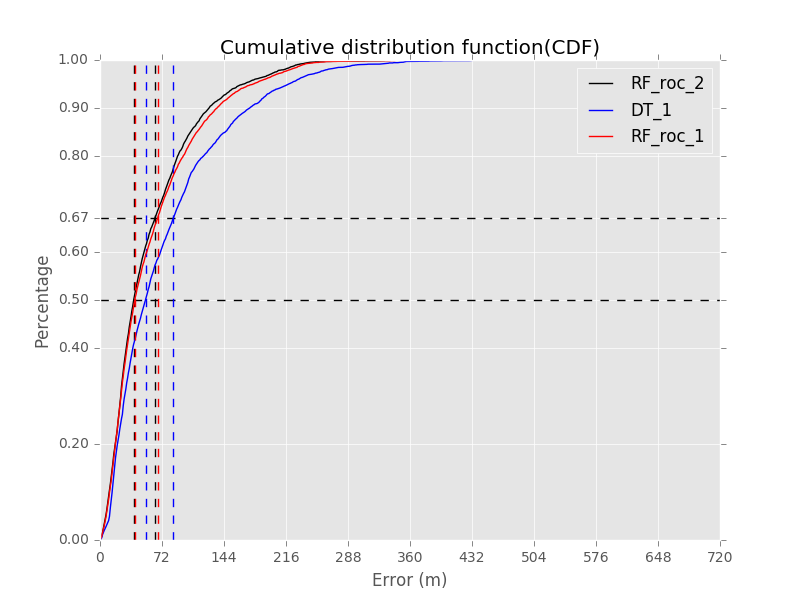 Cumulative distribution function(CDF)
1.00
0.90
0.80
0.67
0.60
0.50
0.40
0.20
0.00
Percentage
RF_roc_2
DT_1
RF_roc_1
0 72 144 216 288 360 432 504 576 648 720
Error (m)